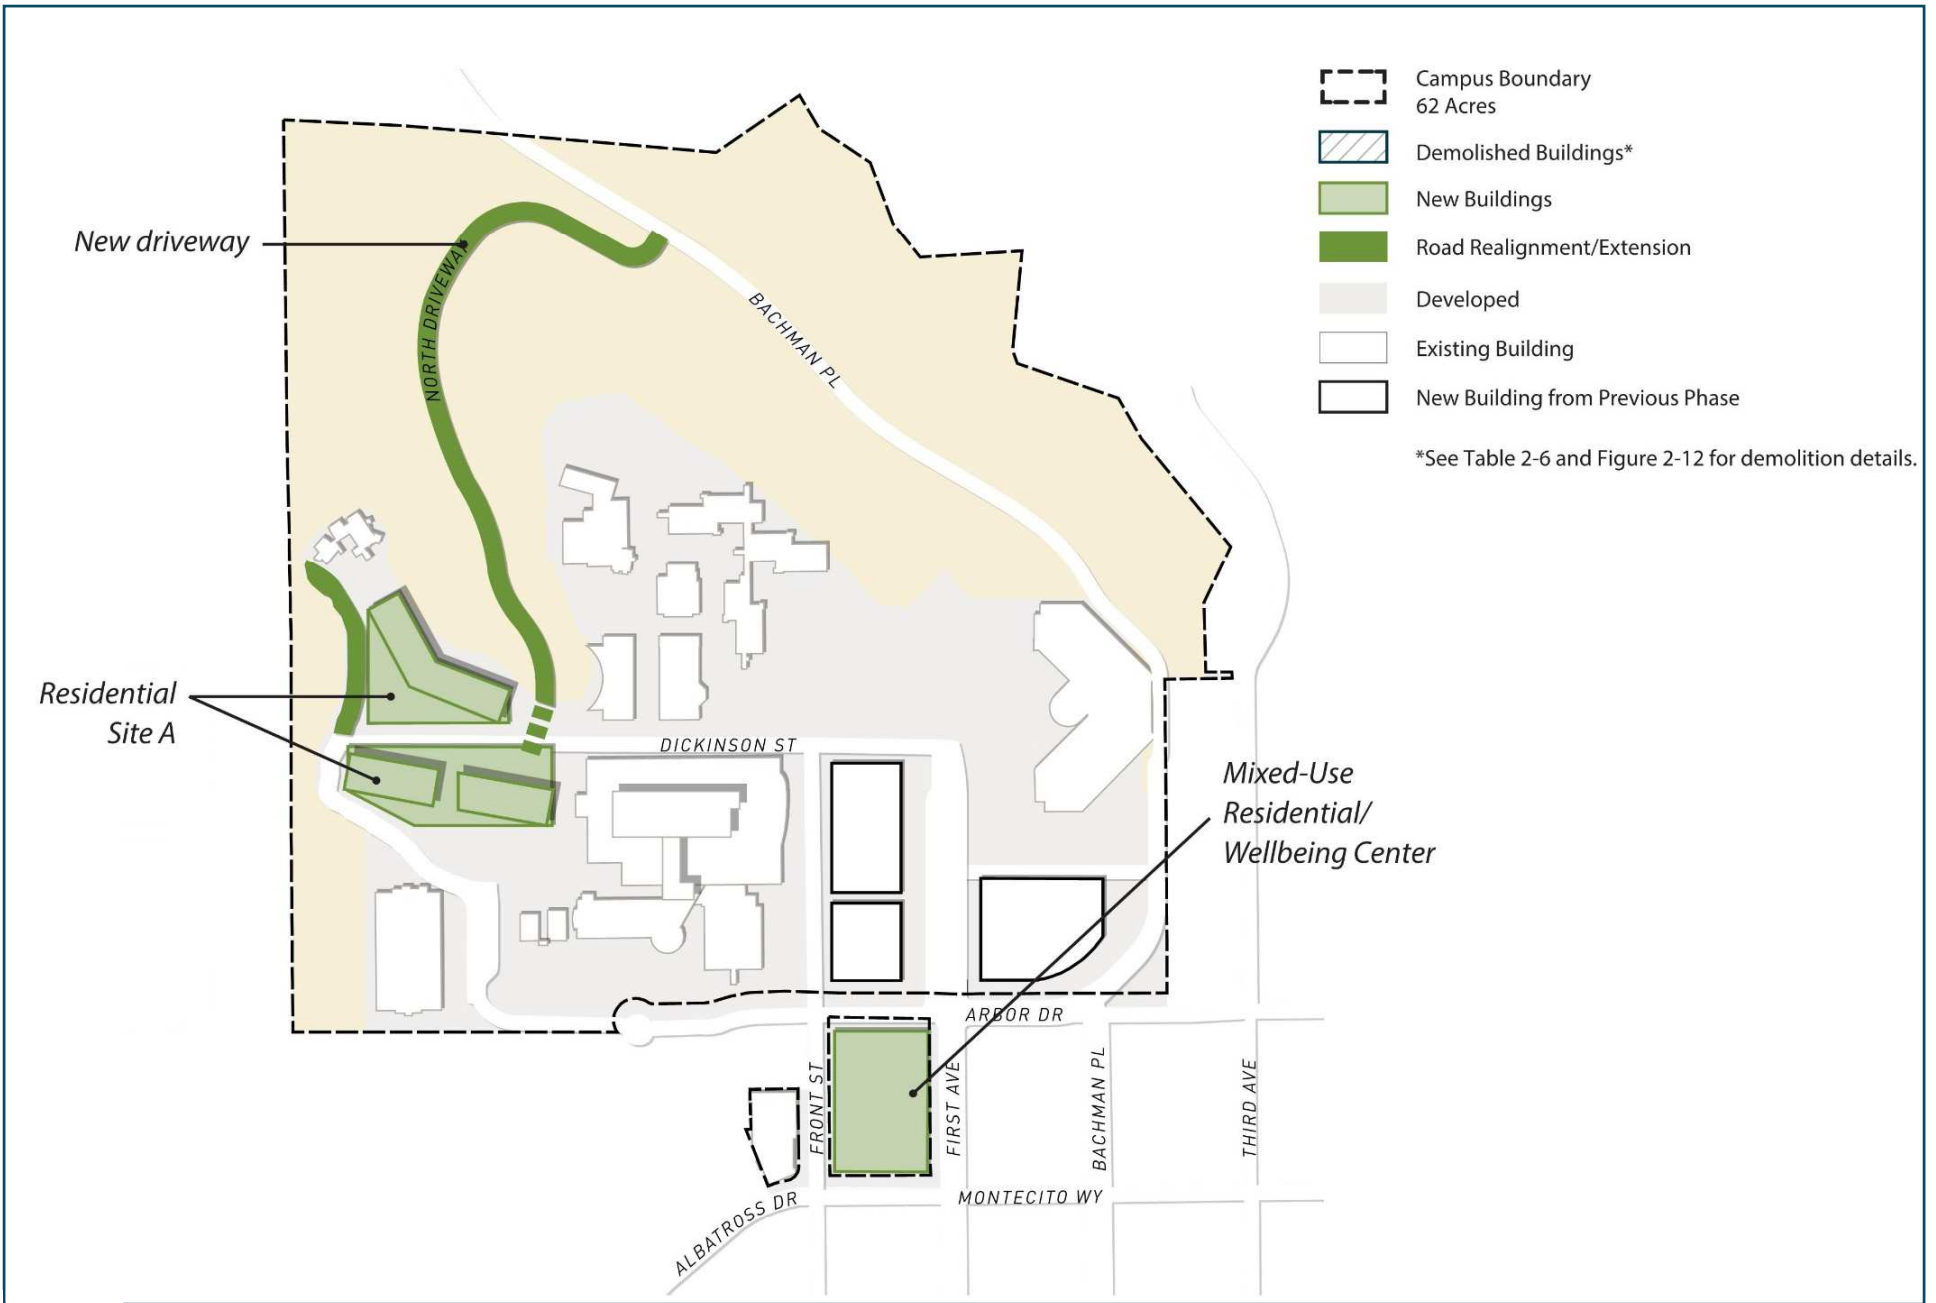 Campus Boundary
62 Acres
Demolished Buildings*
New Buildings
Road Realignment/Extension
Developed
Existing Building
New Building from Previous Phase
*See Table 2-6 and Figure 2-12 for demolition details.
New driveway
NORTH DRIVEWAY
BACHMAN PL
Residential
Site A
DICKINSON ST
Mixed-Use
Residential/
Wellbeing Center
ARBOR DR
FRONT ST
FIRST AVE
BACHMAN PL
THIRD AVE
MONTECITO WY
ALBATROSS DR